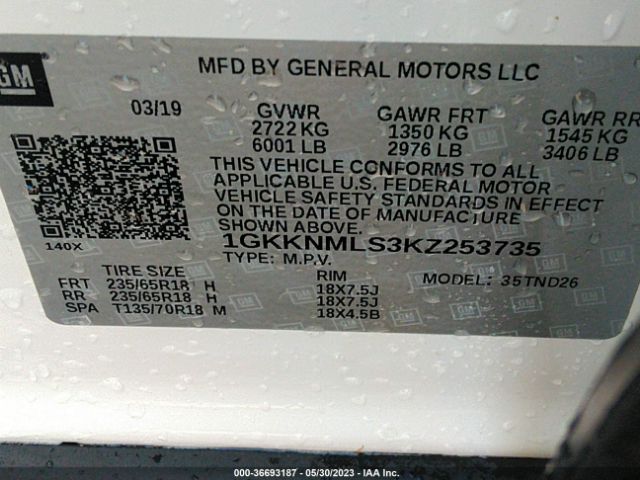 GM
MFD BY GENERAL MOTORS LLC
03/19 GVWR GAWR FRT GAWR RR
2722 KG 1350 KG 1545 KG
6001 LB 2976 LB 3406 LB
THIS VEHICLE CONFORMS TO ALL
APPLICABLE U.S. FEDERAL MOTOR
VEHICLE SAFETY STANDARDS IN EFFECT
ON THE DATE OF MANUFACTURE
SHOWN ABOVE.
140X
1GKKNMLS3KZ253735
TYPE: M.P.V.
TIRE SIZE RIM MODEL: 35TND26
FRT 235/65R18 H 18X7.5J
RR 235/65R18 H 18X7.5J
SPA T135/70R18 M 18X4.5B
000-36693187 - 05/30/2023 - IAA Inc.